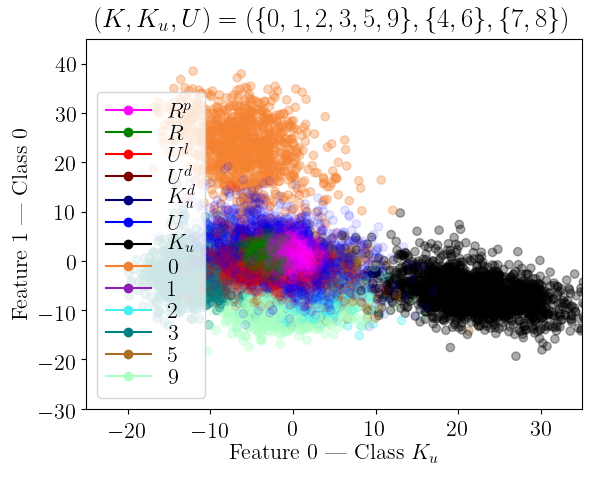 (K, K_u, U) = ({0, 1, 2, 3, 5, 9}, {4, 6}, {7, 8})
Feature 1 — Class 0
40
30
20
10
0
−10
−20
−30
R^p
R
U^l
U^d
K_u^d
U
K_u
0
1
2
3
5
9
−20
−10
0
10
20
30
Feature 0 — Class K_u